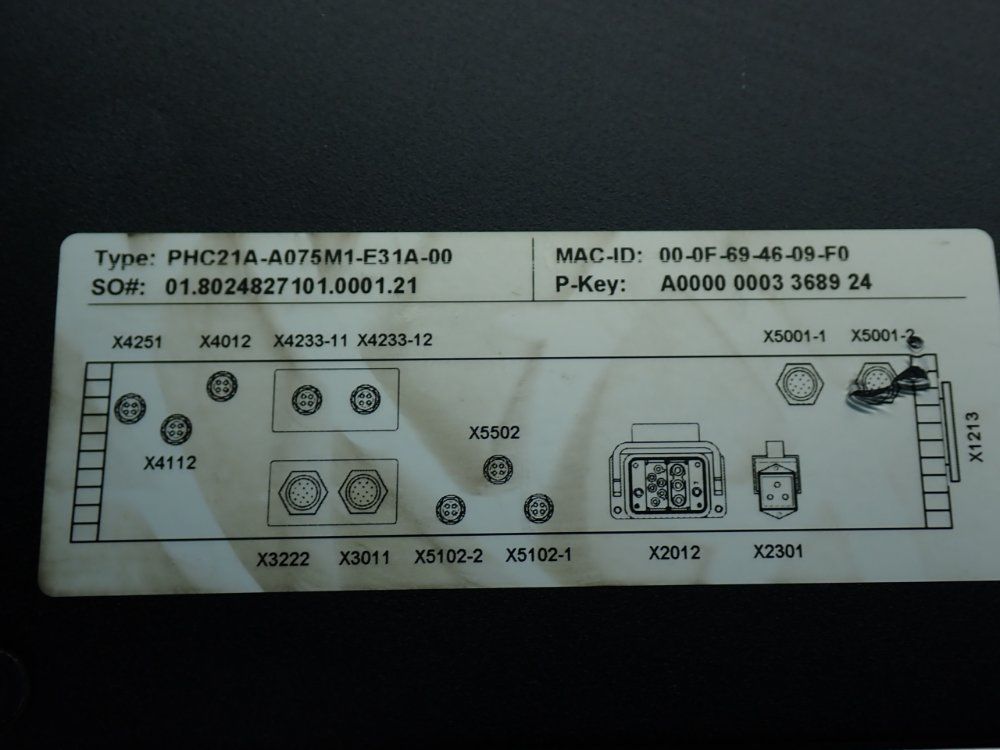 Type: PHC21A-A075M1-E31A-00
SO#: 01.8024827101.0001.21
MAC-ID: 00-0F-69-46-09-F0
P-Key: A0000 0003 3689 24
X4251 X4012 X4233-11 X4233-12 X5001-1 X5001-2
X4112 X5502 X1213
X3222 X3011 X5102-2 X5102-1 X2012 X2301